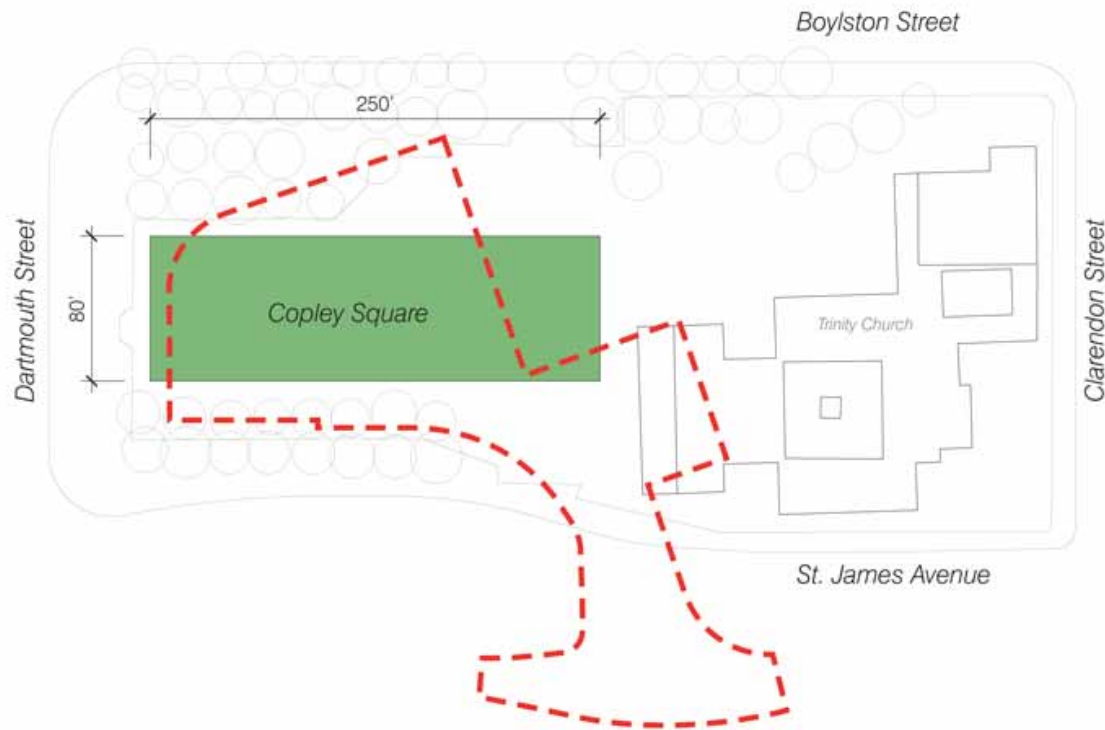 Boylston Street
250'
Dartmouth Street
80'
Copley Square
Trinity Church
Clarendon Street
St. James Avenue